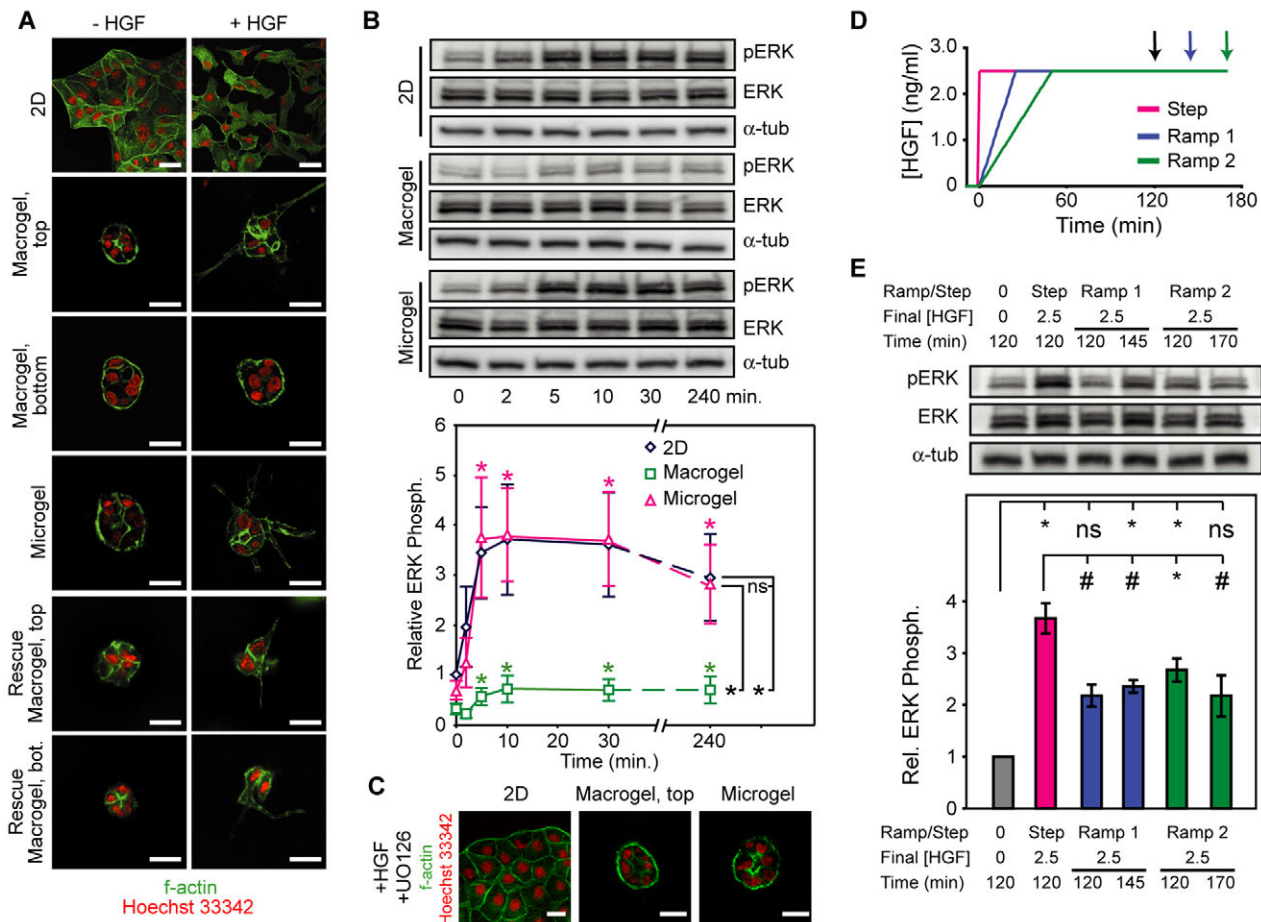 A
- HGF
+ HGF
2D
Macrogel, top
Macrogel, bottom
Microgel
Rescue Macrogel, top
Rescue Macrogel, bot.
f-actin
Hoechst 33342
B
2D
pERK
ERK
α-tub
Macrogel
pERK
ERK
α-tub
Microgel
pERK
ERK
α-tub
0 2 5 10 30 240 min.
Relative ERK Phosph.
6
5
4
3
2
1
0
2D
Macrogel
Microgel
* * * *
* * * *
ns
* *
0 10 30 240
Time (min.)
C
2D
Macrogel, top
Microgel
+HGF
+UO126
f-actin
Hoechst 33342
D
[HGF] (ng/ml)
3.0
2.0
1.0
0
Step
Ramp 1
Ramp 2
0 60 120 180
Time (min)
E
Ramp/Step 0 Step Ramp 1 Ramp 2
Final [HGF] 0 2.5 2.5 2.5
Time (min) 120 120 120 145 120 170
pERK
ERK
α-tub
* ns * * ns
# # * #
Rel. ERK Phosph.
4
3
2
1
0
Ramp/Step 0 Step Ramp 1 Ramp 2
Final [HGF] 0 2.5 2.5 2.5
Time (min) 120 120 120 145 120 170